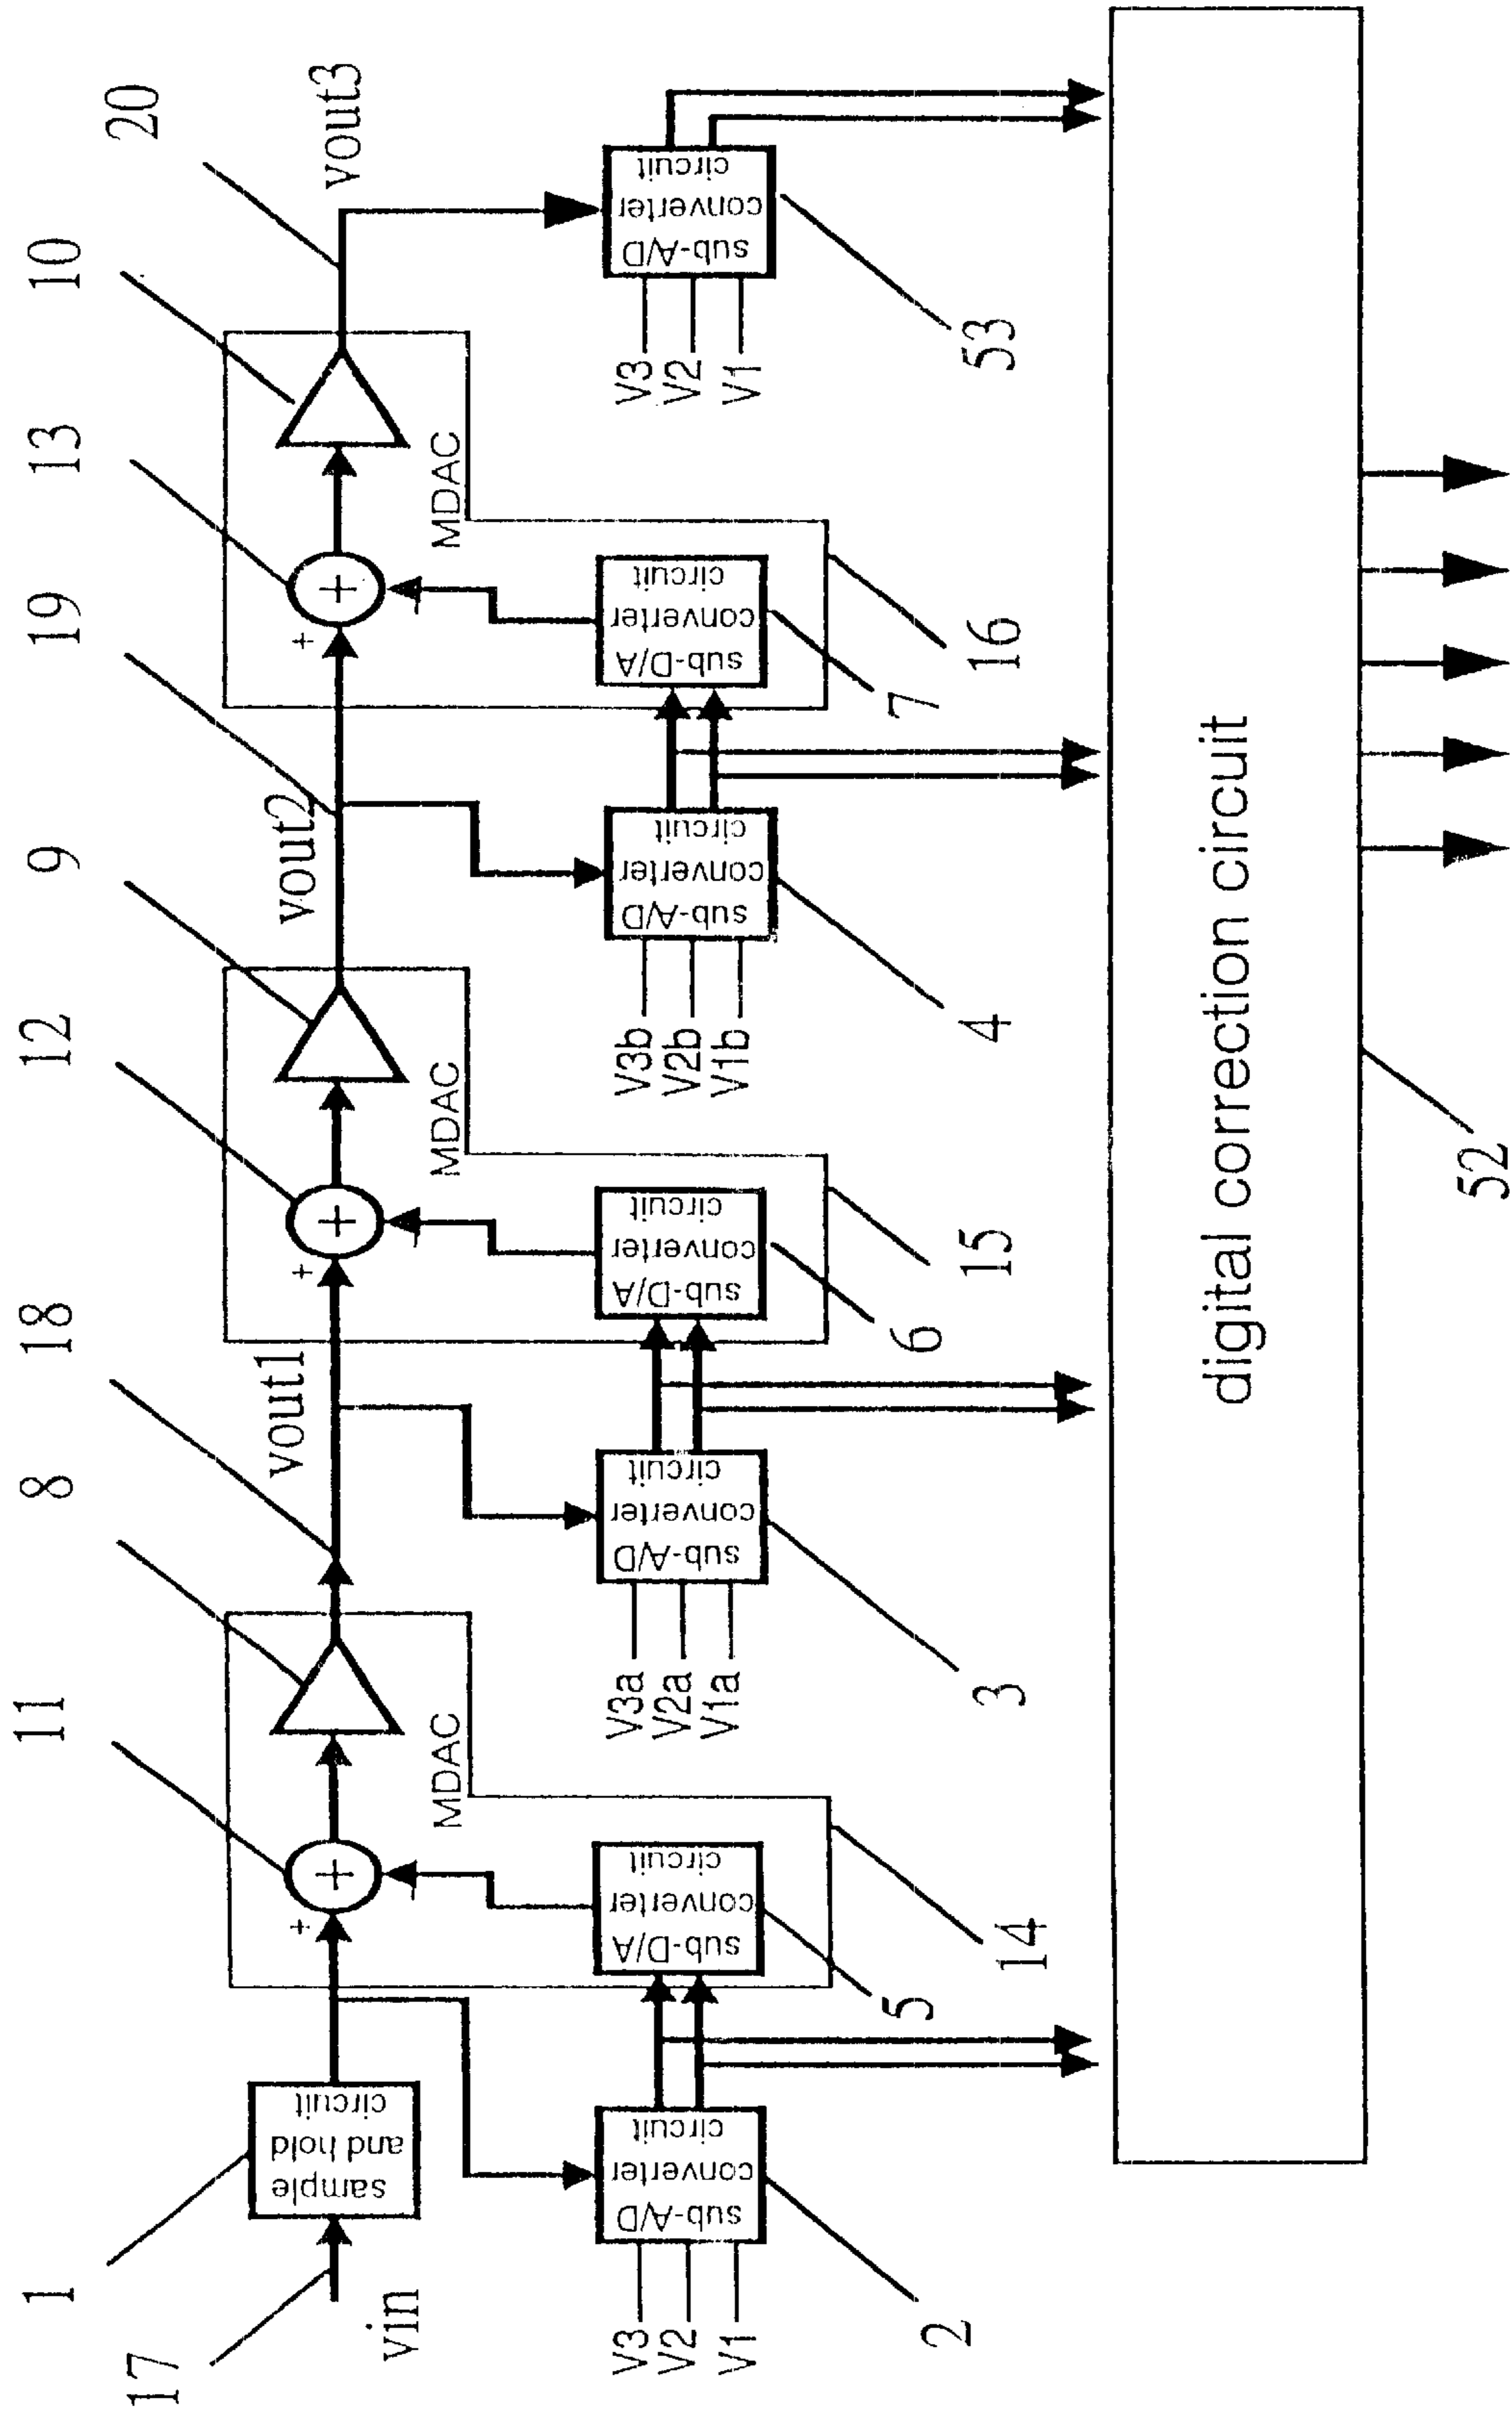 17
1
11
8
18
12
9
19
13
10
20
vin
vout1
vout2
vout3
sample
and hold
circuit
+
+
MDAC
+
+
MDAC
+
+
MDAC
sub-D/A
converter
circuit
sub-D/A
converter
circuit
sub-D/A
converter
circuit
V3
V2
V1
sub-A/D
converter
circuit
V3a
V2a
V1a
sub-A/D
converter
circuit
V3b
V2b
V1b
sub-A/D
converter
circuit
V3
V2
V1
sub-A/D
converter
circuit
2
5
14
3
6
15
4
7
16
53
digital correction circuit
52